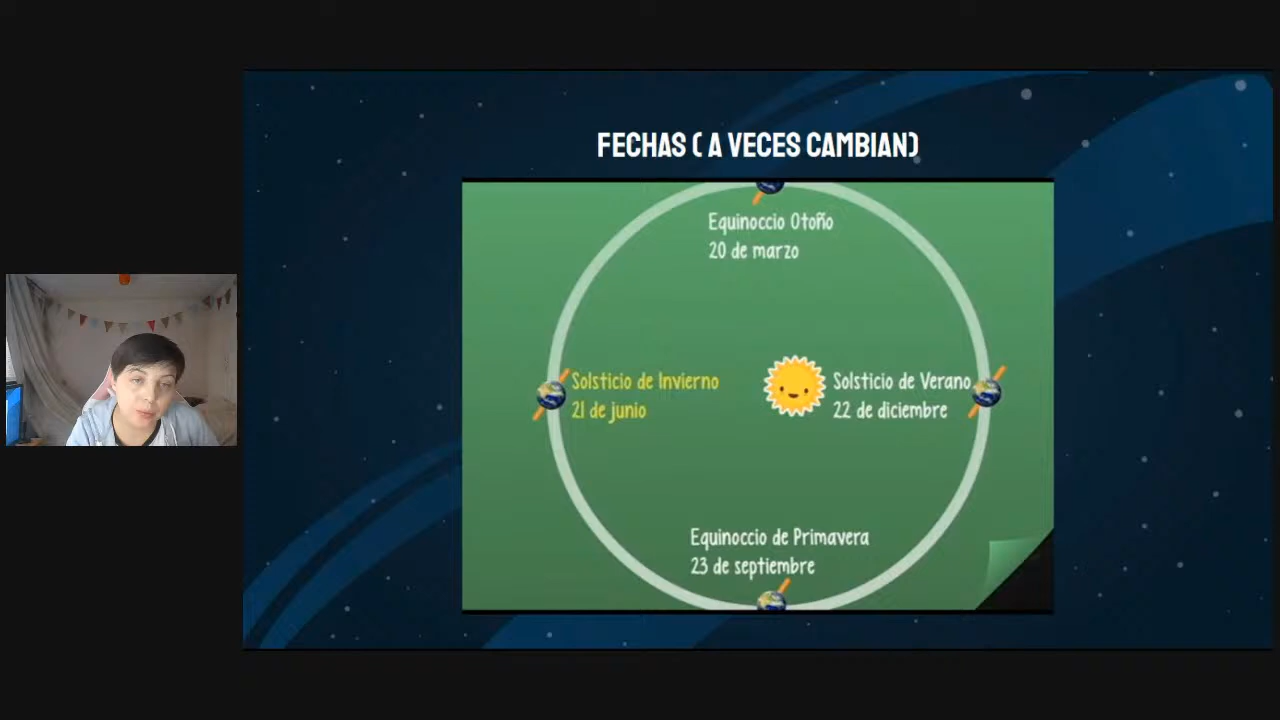 FECHAS ( A VECES CAMBIAN)
Equinoccio Otoño
20 de marzo
Solsticio de Invierno
21 de junio
Solsticio de Verano
22 de diciembre
Equinoccio de Primavera
23 de septiembre